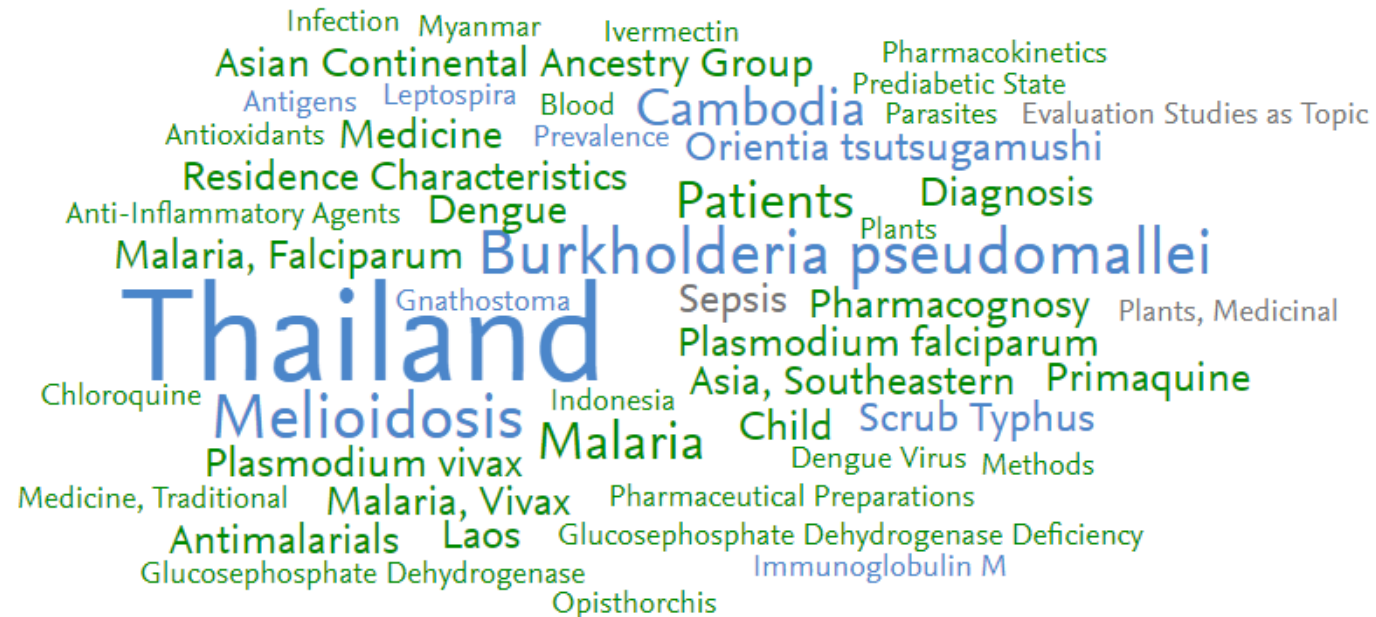 Infection Myanmar Ivermectin
Asian Continental Ancestry Group Pharmacokinetics
Prediabetic State
Antigens Leptospira Blood Cambodia Parasites Evaluation Studies as Topic
Antioxidants Medicine Prevalence Orientia tsutsugamushi
Residence Characteristics Patients Diagnosis
Anti-Inflammatory Agents Dengue Plants
Malaria, Falciparum Burkholderia pseudomallei
Thailand Gnathostoma Sepsis Pharmacognosy Plants, Medicinal
Plasmodium falciparum
Asia, Southeastern Primaquine
Chloroquine Melioidosis Indonesia Child Scrub Typhus
Malaria
Plasmodium vivax Dengue Virus Methods
Medicine, Traditional Malaria, Vivax Pharmaceutical Preparations
Antimalarials Laos Glucosephosphate Dehydrogenase Deficiency
Glucosephosphate Dehydrogenase Immunoglobulin M
Opisthorchis